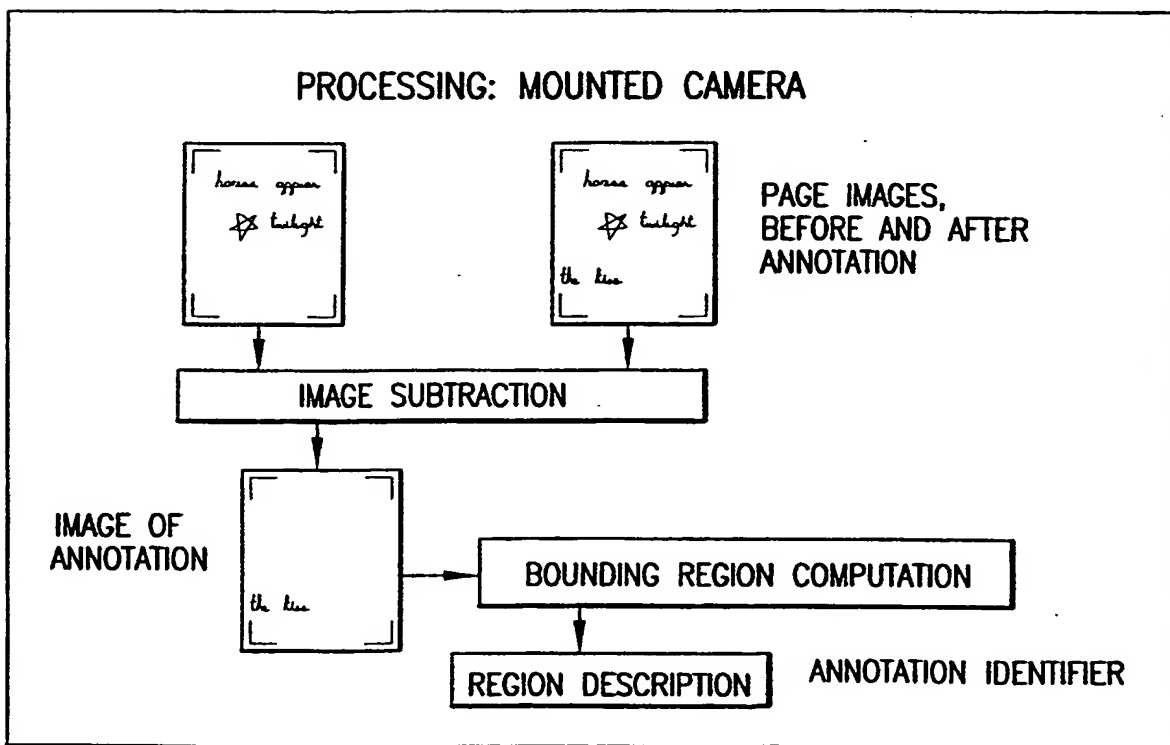 PROCESSING: MOUNTED CAMERA
horses appear
twilight
horses appear
twilight
the kiss
PAGE IMAGES,
BEFORE AND AFTER
ANNOTATION
IMAGE SUBTRACTION
IMAGE OF
ANNOTATION
the kiss
BOUNDING REGION COMPUTATION
REGION DESCRIPTION
ANNOTATION IDENTIFIER